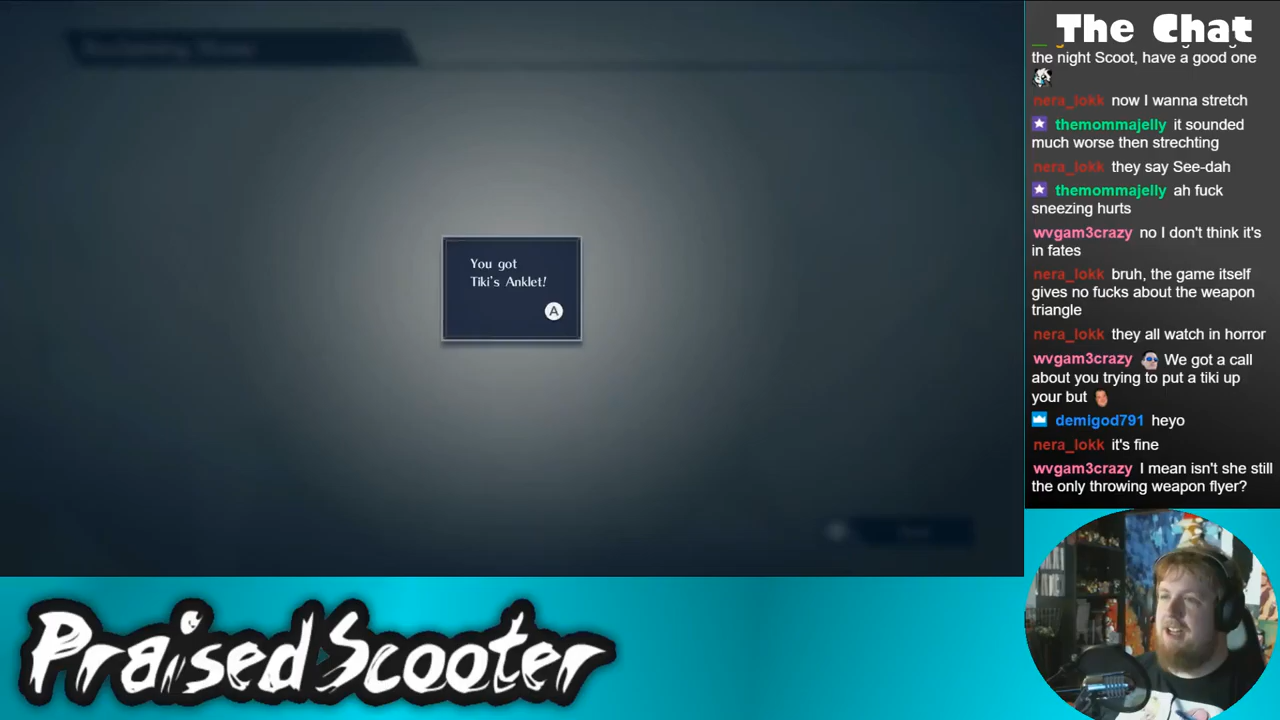 The Chat
the night Scoot, have a good one
nera_lokk now I wanna stretch
themommajelly it sounded
much worse then strechting
nera_lokk they say See-dah
themommajelly ah fuck
sneezing hurts
wvgam3crazy no I don't think it's
in fates
nera_lokk bruh, the game itself
gives no fucks about the weapon
triangle
nera_lokk they all watch in horror
wvgam3crazy We got a call
about you trying to put a tiki up
your but
demigod791 heyo
nera_lokk it's fine
wvgam3crazy I mean isn't she still
the only throwing weapon flyer?
You got
Tiki's Anklet!
A
PraisedScooter